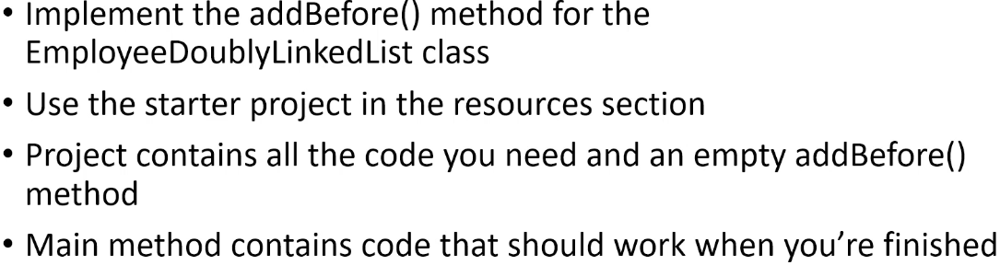 • Implement the addBefore() method for the
EmployeeDoublyLinkedList class
• Use the starter project in the resources section
• Project contains all the code you need and an empty addBefore()
method
• Main method contains code that should work when you’re finished